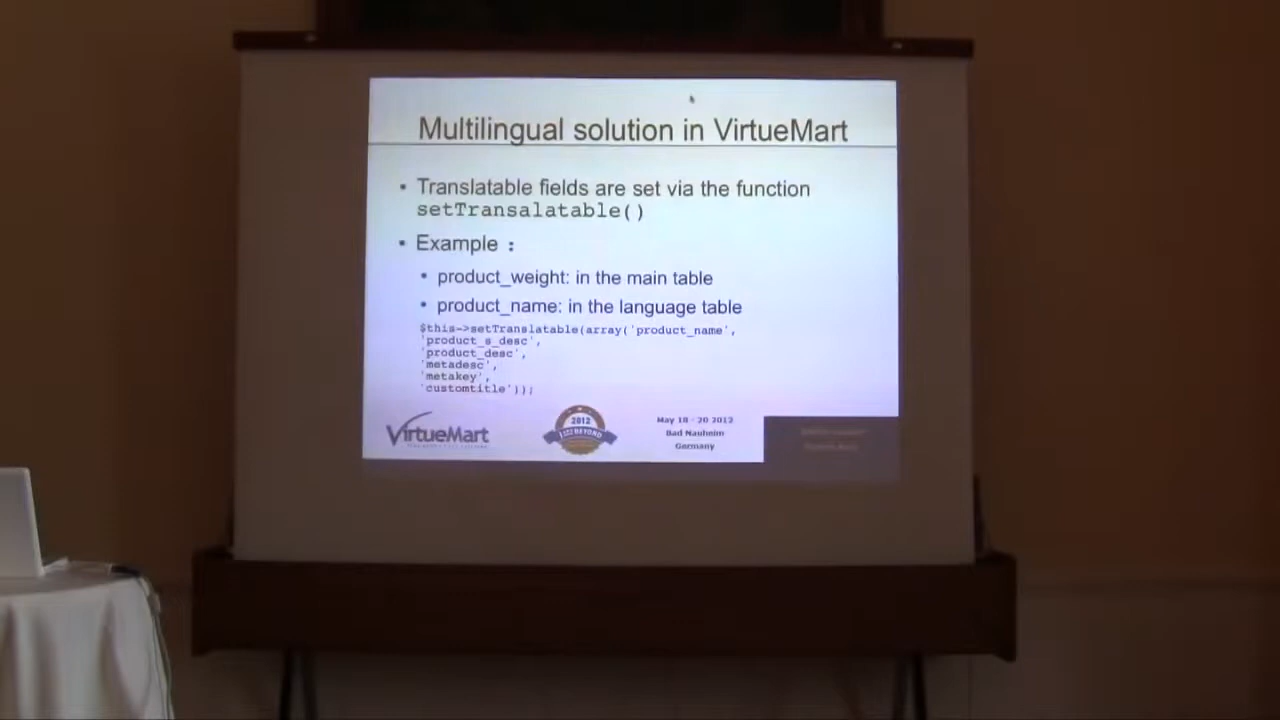 Multilingual solution in VirtueMart
• Translatable fields are set via the function
setTransalatable()
• Example :
• product_weight: in the main table
• product_name: in the language table
$this->setTranslatable(array('product_name',
'product_s_desc',
'product_desc',
'metadesc',
'metakey',
'customtitle'));
VirtueMart
2012
BEYOND
May 18 - 20 2012
Bad Nauheim
Germany